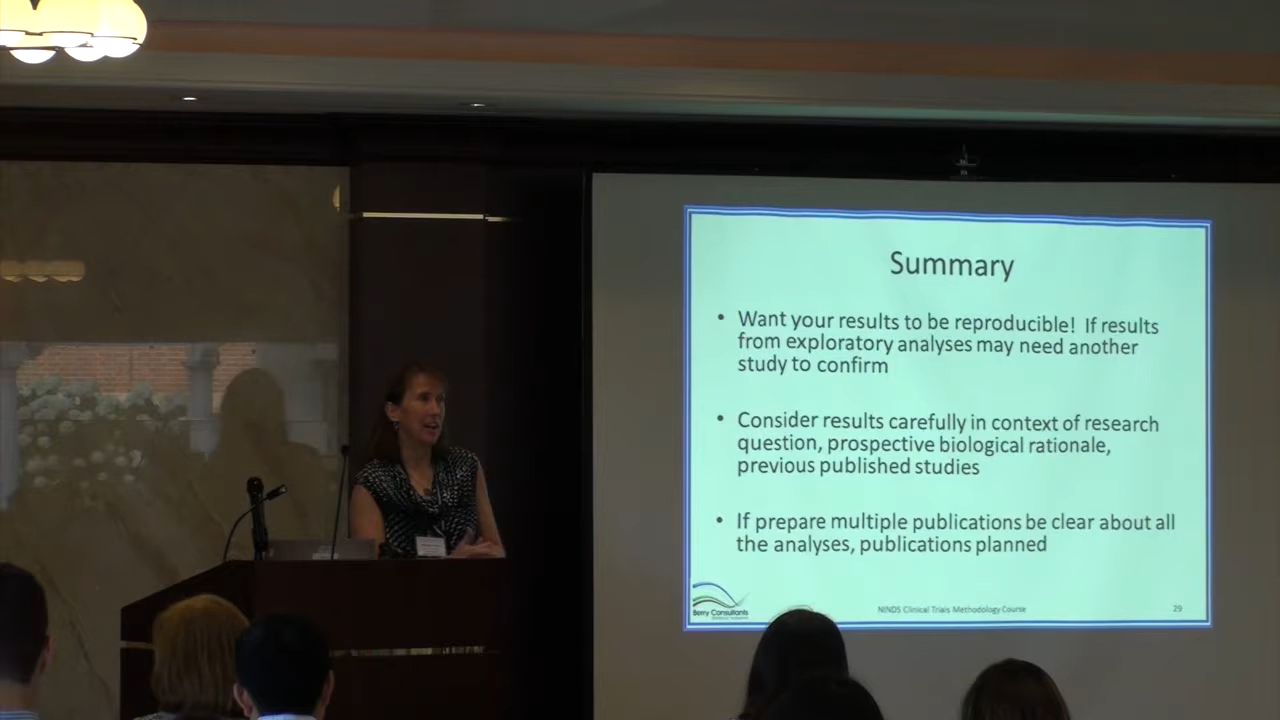 Summary
• Want your results to be reproducible! If results
from exploratory analyses may need another
study to confirm
• Consider results carefully in context of research
question, prospective biological rationale,
previous published studies
• If prepare multiple publications be clear about all
the analyses, publications planned
Berry Consultants
NINDS Clinical Trials Methodology Course
29